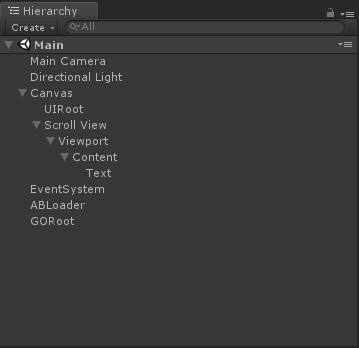 Hierarchy
Create All
Main
Main Camera
Directional Light
Canvas
UIRoot
Scroll View
Viewport
Content
Text
EventSystem
ABLoader
GORoot